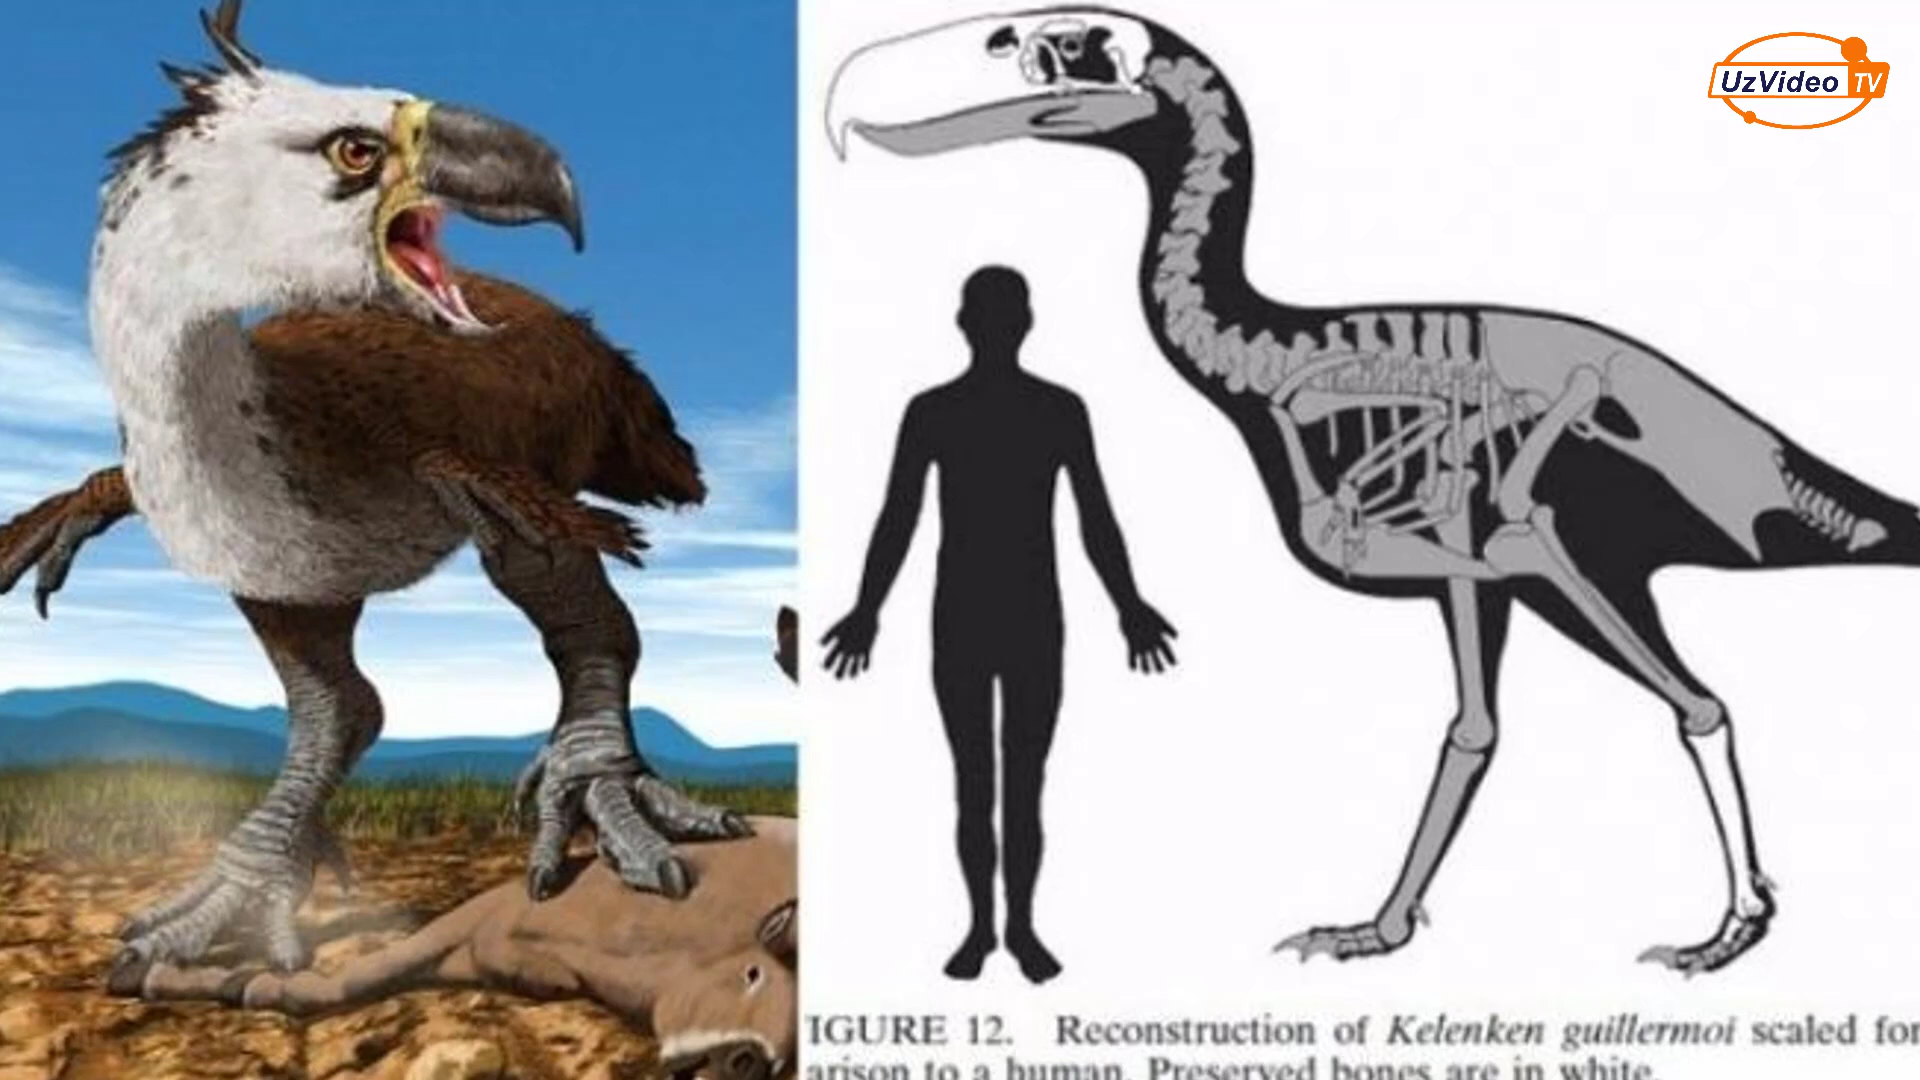 UzVideo TV
IGURE 12. Reconstruction of Kelenken guillermoi scaled for
arison to a human. Preserved bones are in white.